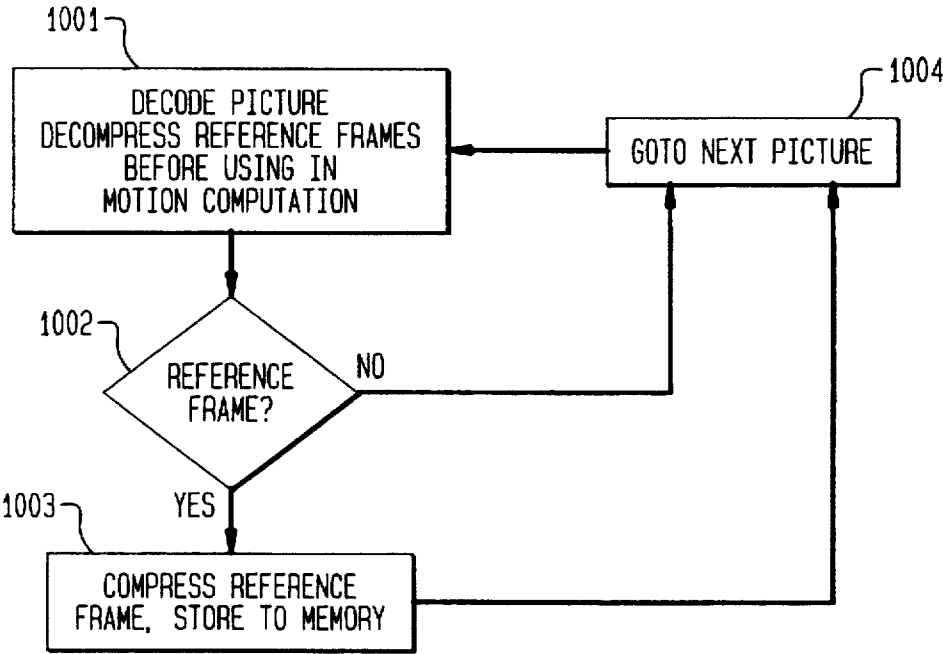 1001
DECODE PICTURE
DECOMPRESS REFERENCE FRAMES
BEFORE USING IN
MOTION COMPUTATION
1004
GOTO NEXT PICTURE
1002
REFERENCE
FRAME?
NO
YES
1003
COMPRESS REFERENCE
FRAME, STORE TO MEMORY